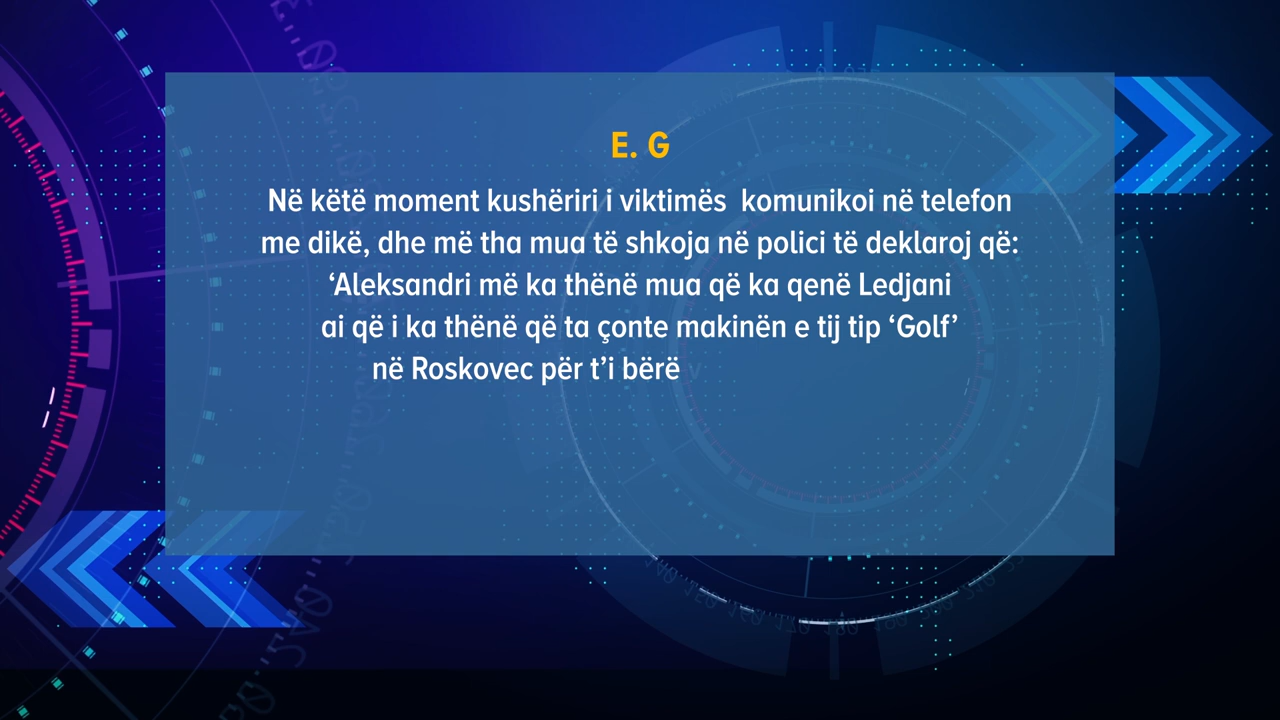 E. G
Në këtë moment kushëriri i viktimës komunikoi në telefon
me dikë, dhe më tha mua të shkoja në polici të deklaroj që:
‘Aleksandri më ka thënë mua që ka qenë Ledjani
ai që i ka thënë që ta çonte makinën e tij tip ‘Golf’
në Roskovec për t’i bërë